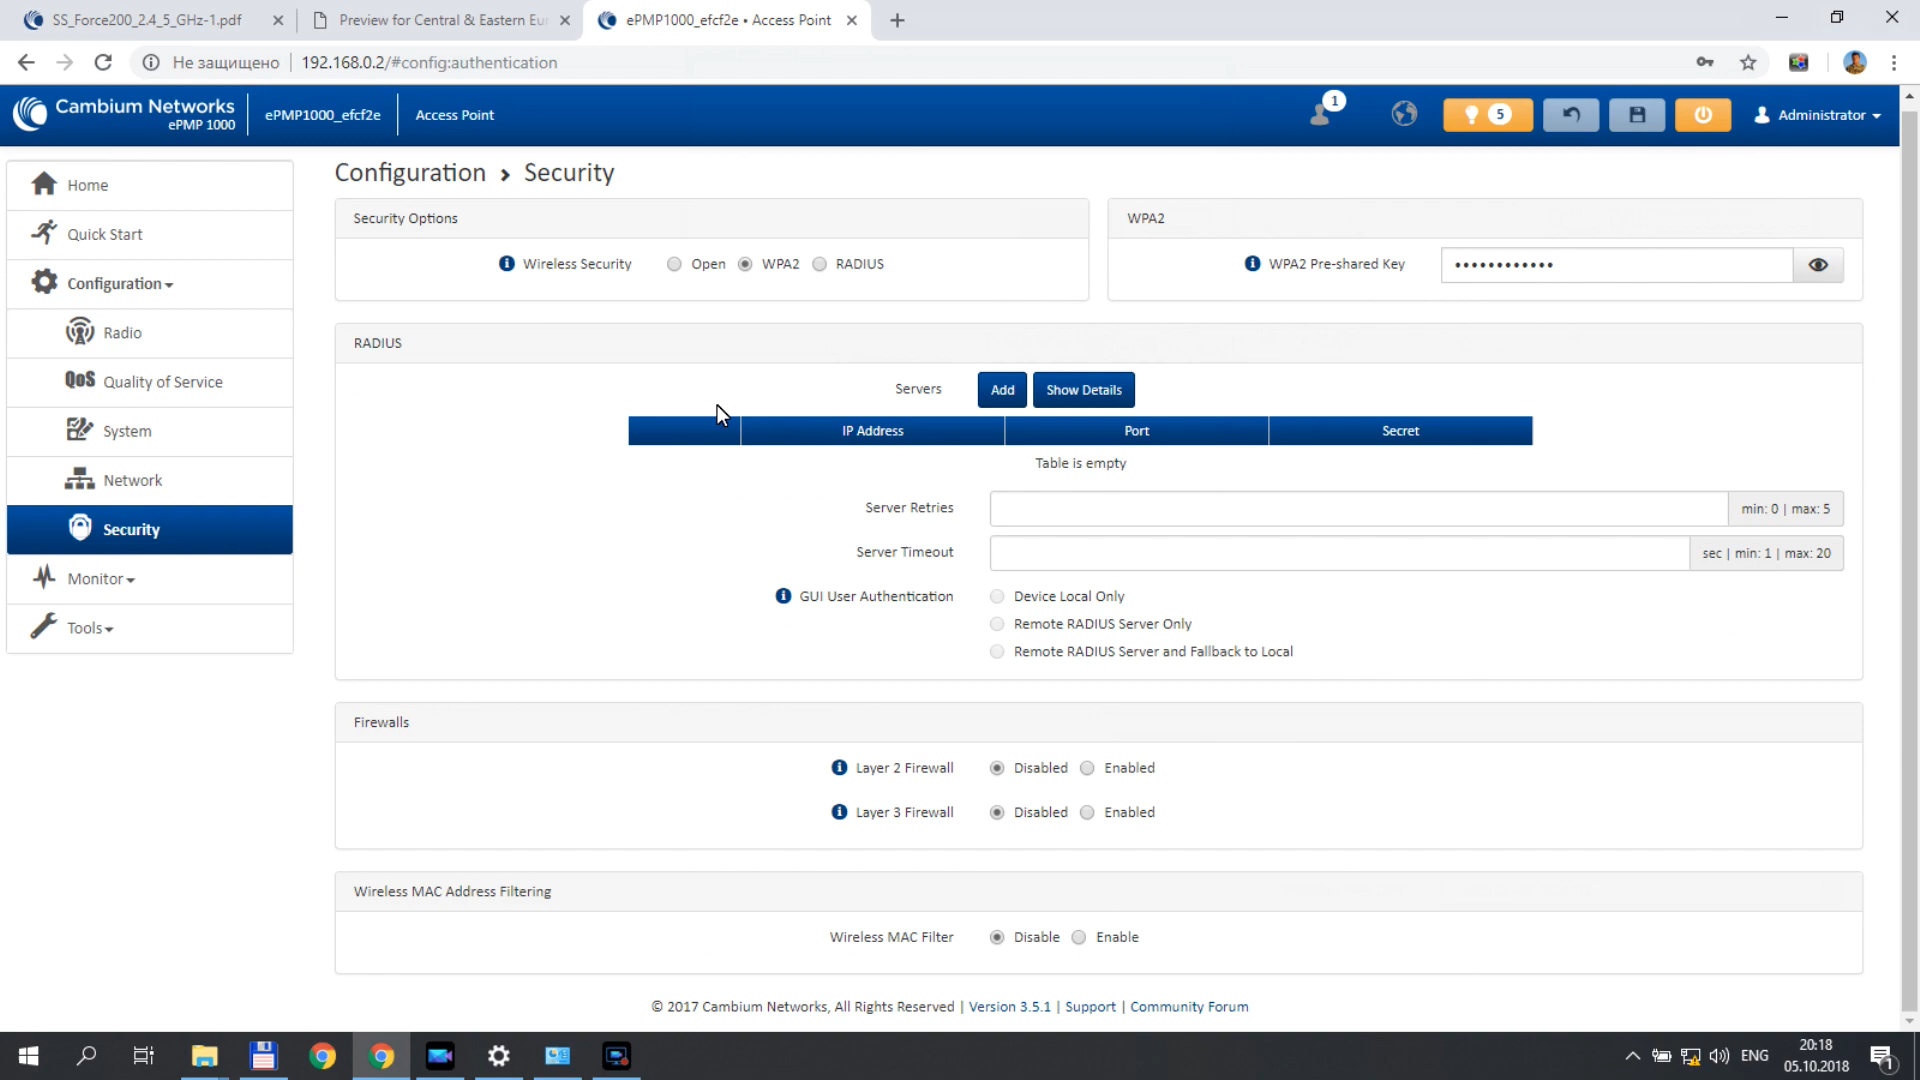 SS_Force200_2.4_5_GHz-1.pdf
Preview for Central & Eastern Eur
ePMP1000_efcf2e • Access Point
Не защищено
192.168.0.2/#config:authentication
Cambium Networks
ePMP 1000
ePMP1000_efcf2e
Access Point
1
5
Administrator
Home
Quick Start
Configuration
Radio
QoS Quality of Service
System
Network
Security
Monitor
Tools
Configuration > Security
Security Options
Wireless Security
Open
WPA2
RADIUS
WPA2
WPA2 Pre-shared Key
••••••••••••
RADIUS
Servers
Add
Show Details
IP Address
Port
Secret
Table is empty
Server Retries
min: 0 | max: 5
Server Timeout
sec | min: 1 | max: 20
GUI User Authentication
Device Local Only
Remote RADIUS Server Only
Remote RADIUS Server and Fallback to Local
Firewalls
Layer 2 Firewall
Disabled
Enabled
Layer 3 Firewall
Disabled
Enabled
Wireless MAC Address Filtering
Wireless MAC Filter
Disable
Enable
© 2017 Cambium Networks, All Rights Reserved | Version 3.5.1 | Support | Community Forum
ENG
20:18
05.10.2018
1